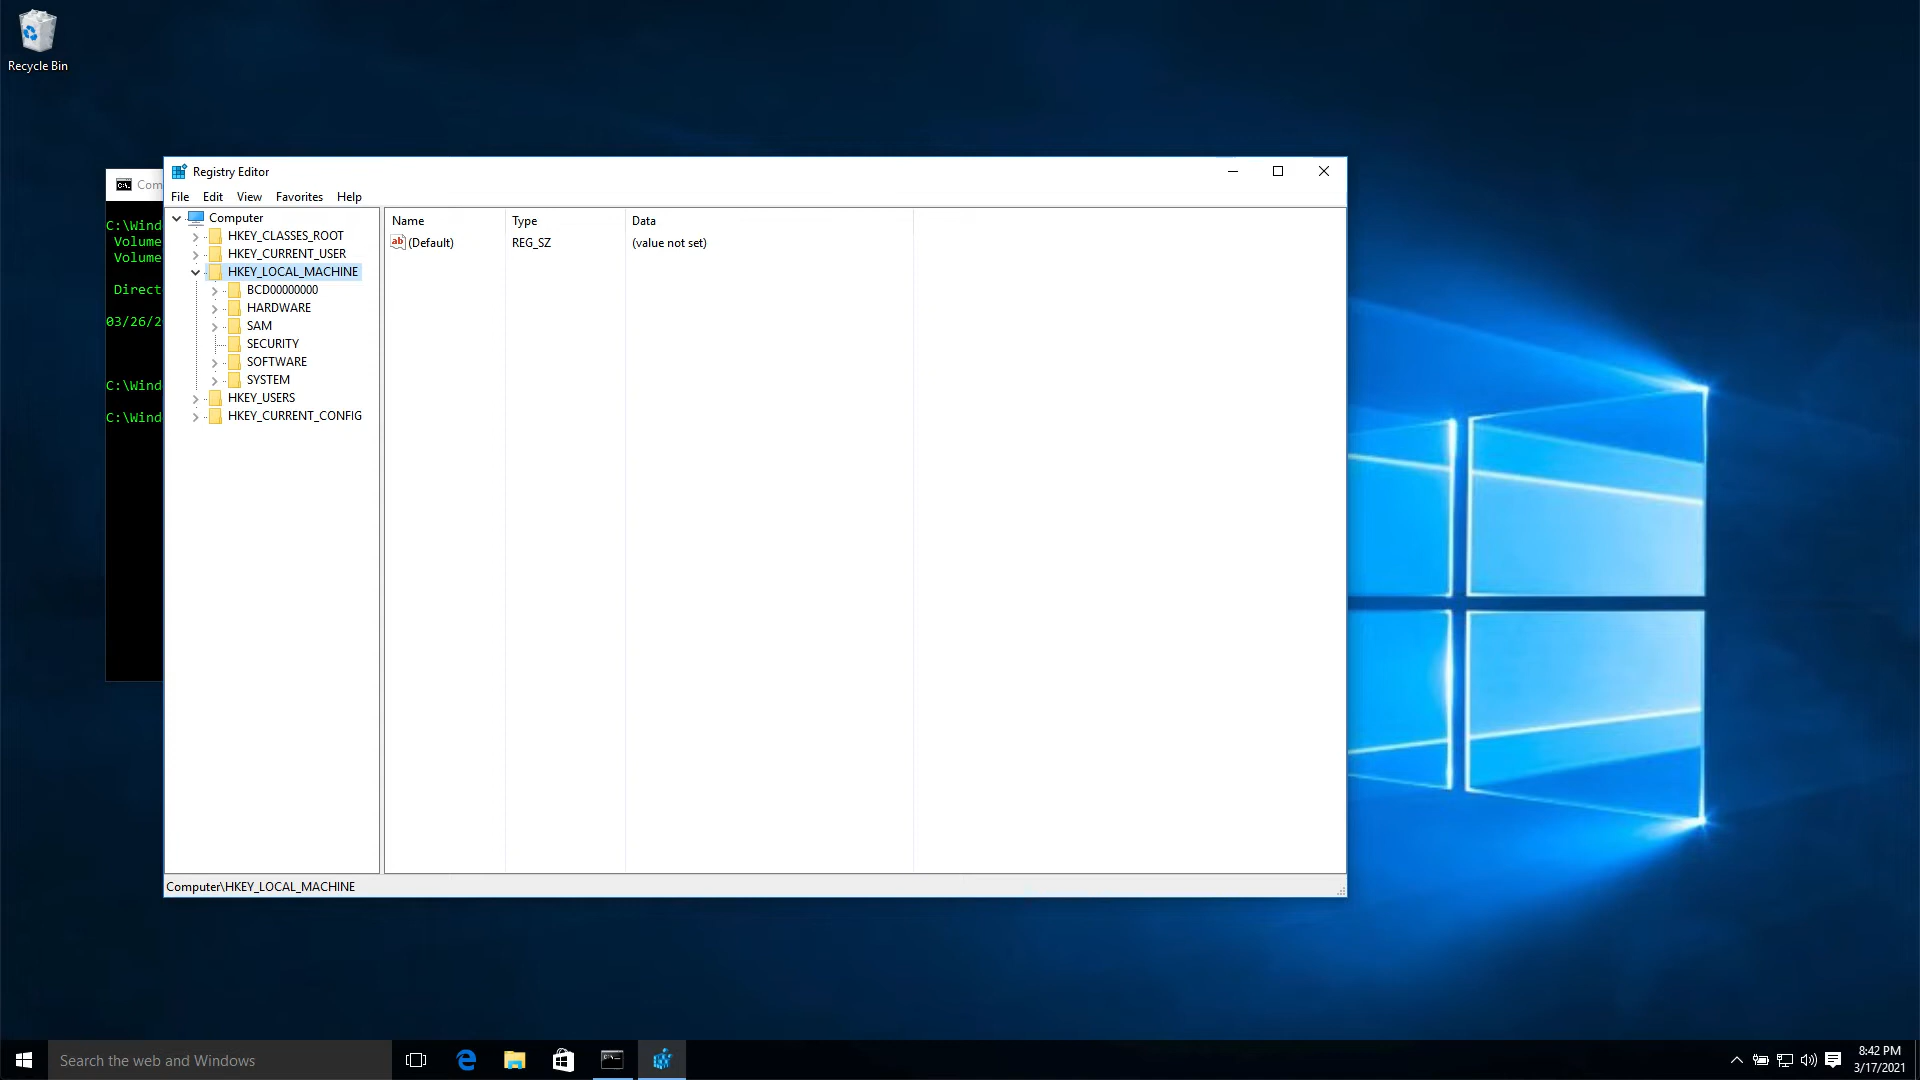 Recycle Bin
Registry Editor
Com
File Edit View Favorites Help
C:\Wind
Volume
Volume
Direct
03/26/2
C:\Wind
C:\Wind
Computer
HKEY_CLASSES_ROOT
HKEY_CURRENT_USER
HKEY_LOCAL_MACHINE
BCD00000000
HARDWARE
SAM
SECURITY
SOFTWARE
SYSTEM
HKEY_USERS
HKEY_CURRENT_CONFIG
Name Type Data
(Default) REG_SZ (value not set)
Computer\HKEY_LOCAL_MACHINE
Search the web and Windows
8:42 PM
3/17/2021